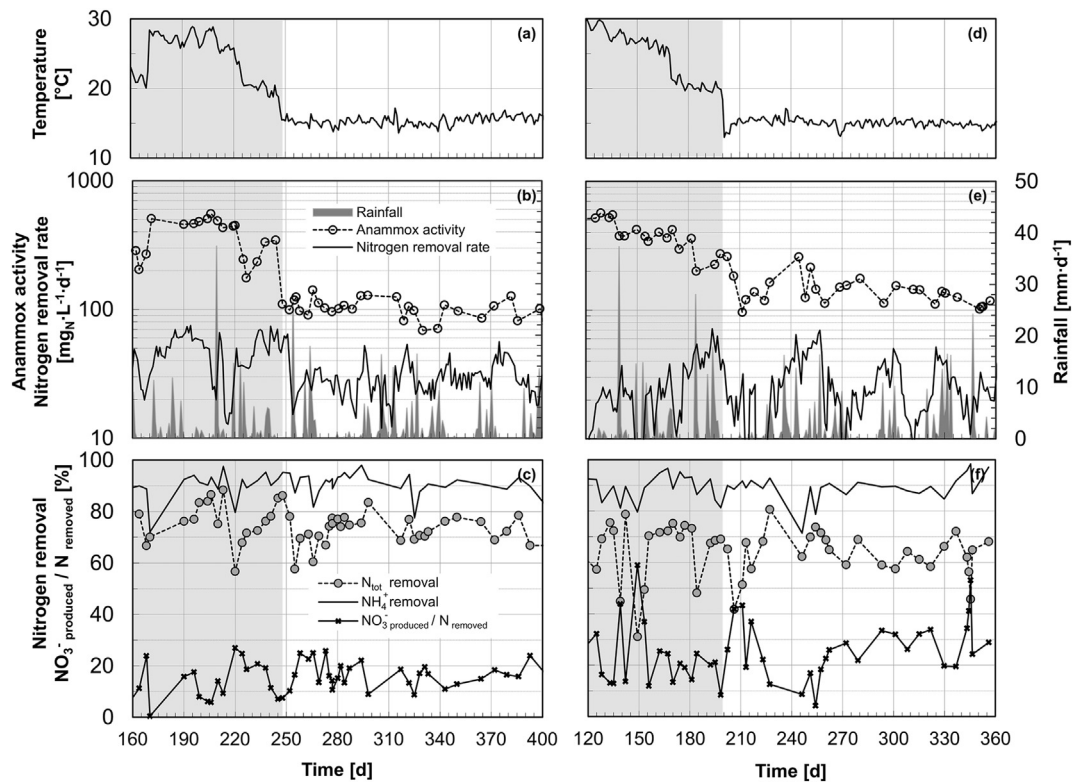 30
20
10
Temperature
[°C]
(a)
(d)
1000
100
10
Anammox activity
Nitrogen removal rate
[mgN·L-1·d-1]
(b)
Rainfall
Anammox activity
Nitrogen removal rate
(e)
50
40
30
20
10
0
Rainfall [mm·d-1]
100
80
60
40
20
0
Nitrogen removal
NO3- produced / N removed [%]
(c)
Ntot removal
NH4+ removal
NO3- produced / N removed
(f)
160 190 220 250 280 310 340 370 400
Time [d]
120 150 180 210 240 270 300 330 360
Time [d]